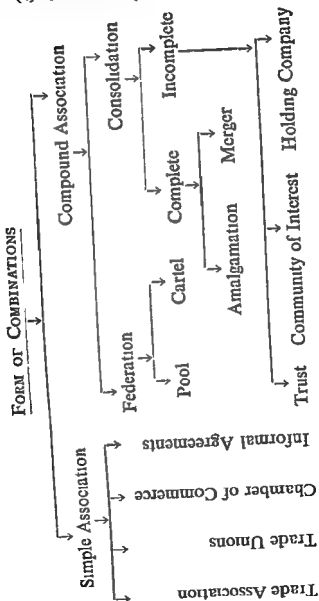 FORM OF COMBINATIONS
Simple Association Compound Association
Trade Association Trade Unions Chamber of Commerce Informal Agreements
Federation Consolidation
Pool Cartel Complete Incomplete
Amalgamation Merger
Trust Community of Interest Holding Company